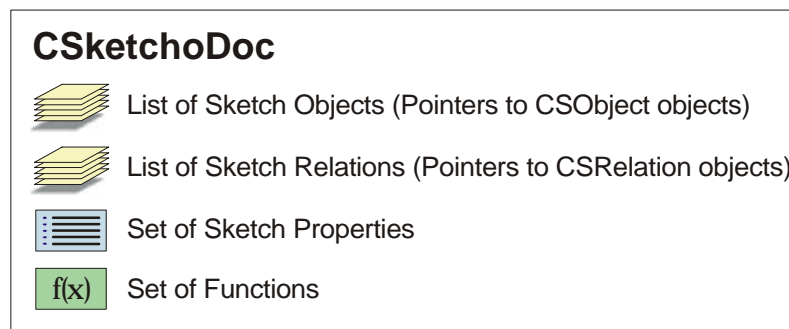 CSketchoDoc
List of Sketch Objects (Pointers to CSObject objects)
List of Sketch Relations (Pointers to CSRelation objects)
Set of Sketch Properties
f(x) Set of Functions